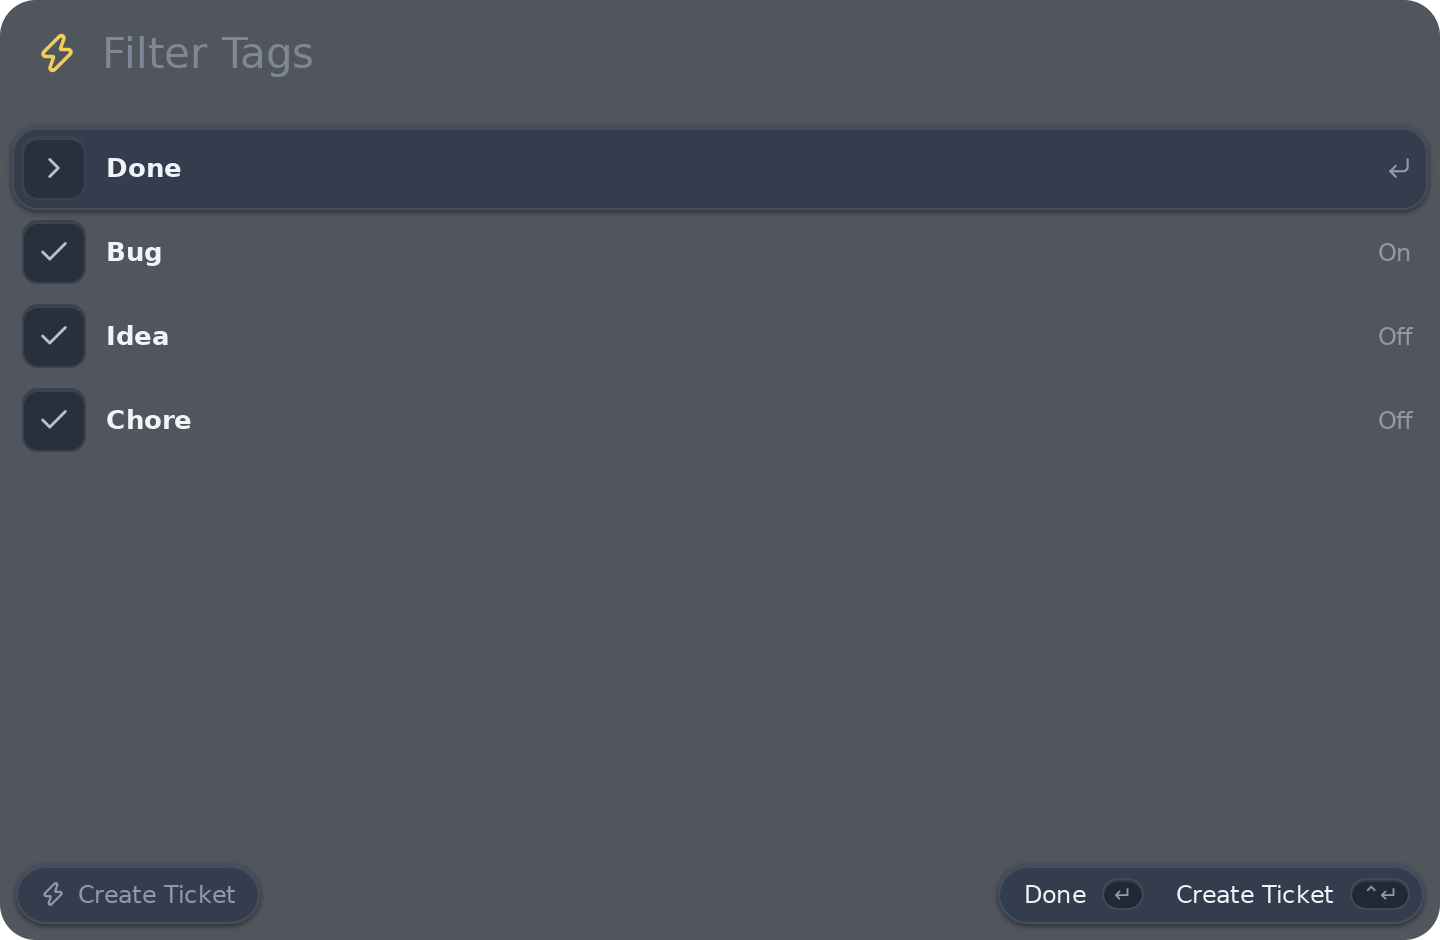 Filter Tags
Done
Bug On
Idea Off
Chore Off
Create Ticket
Done ↵ Create Ticket ^↵